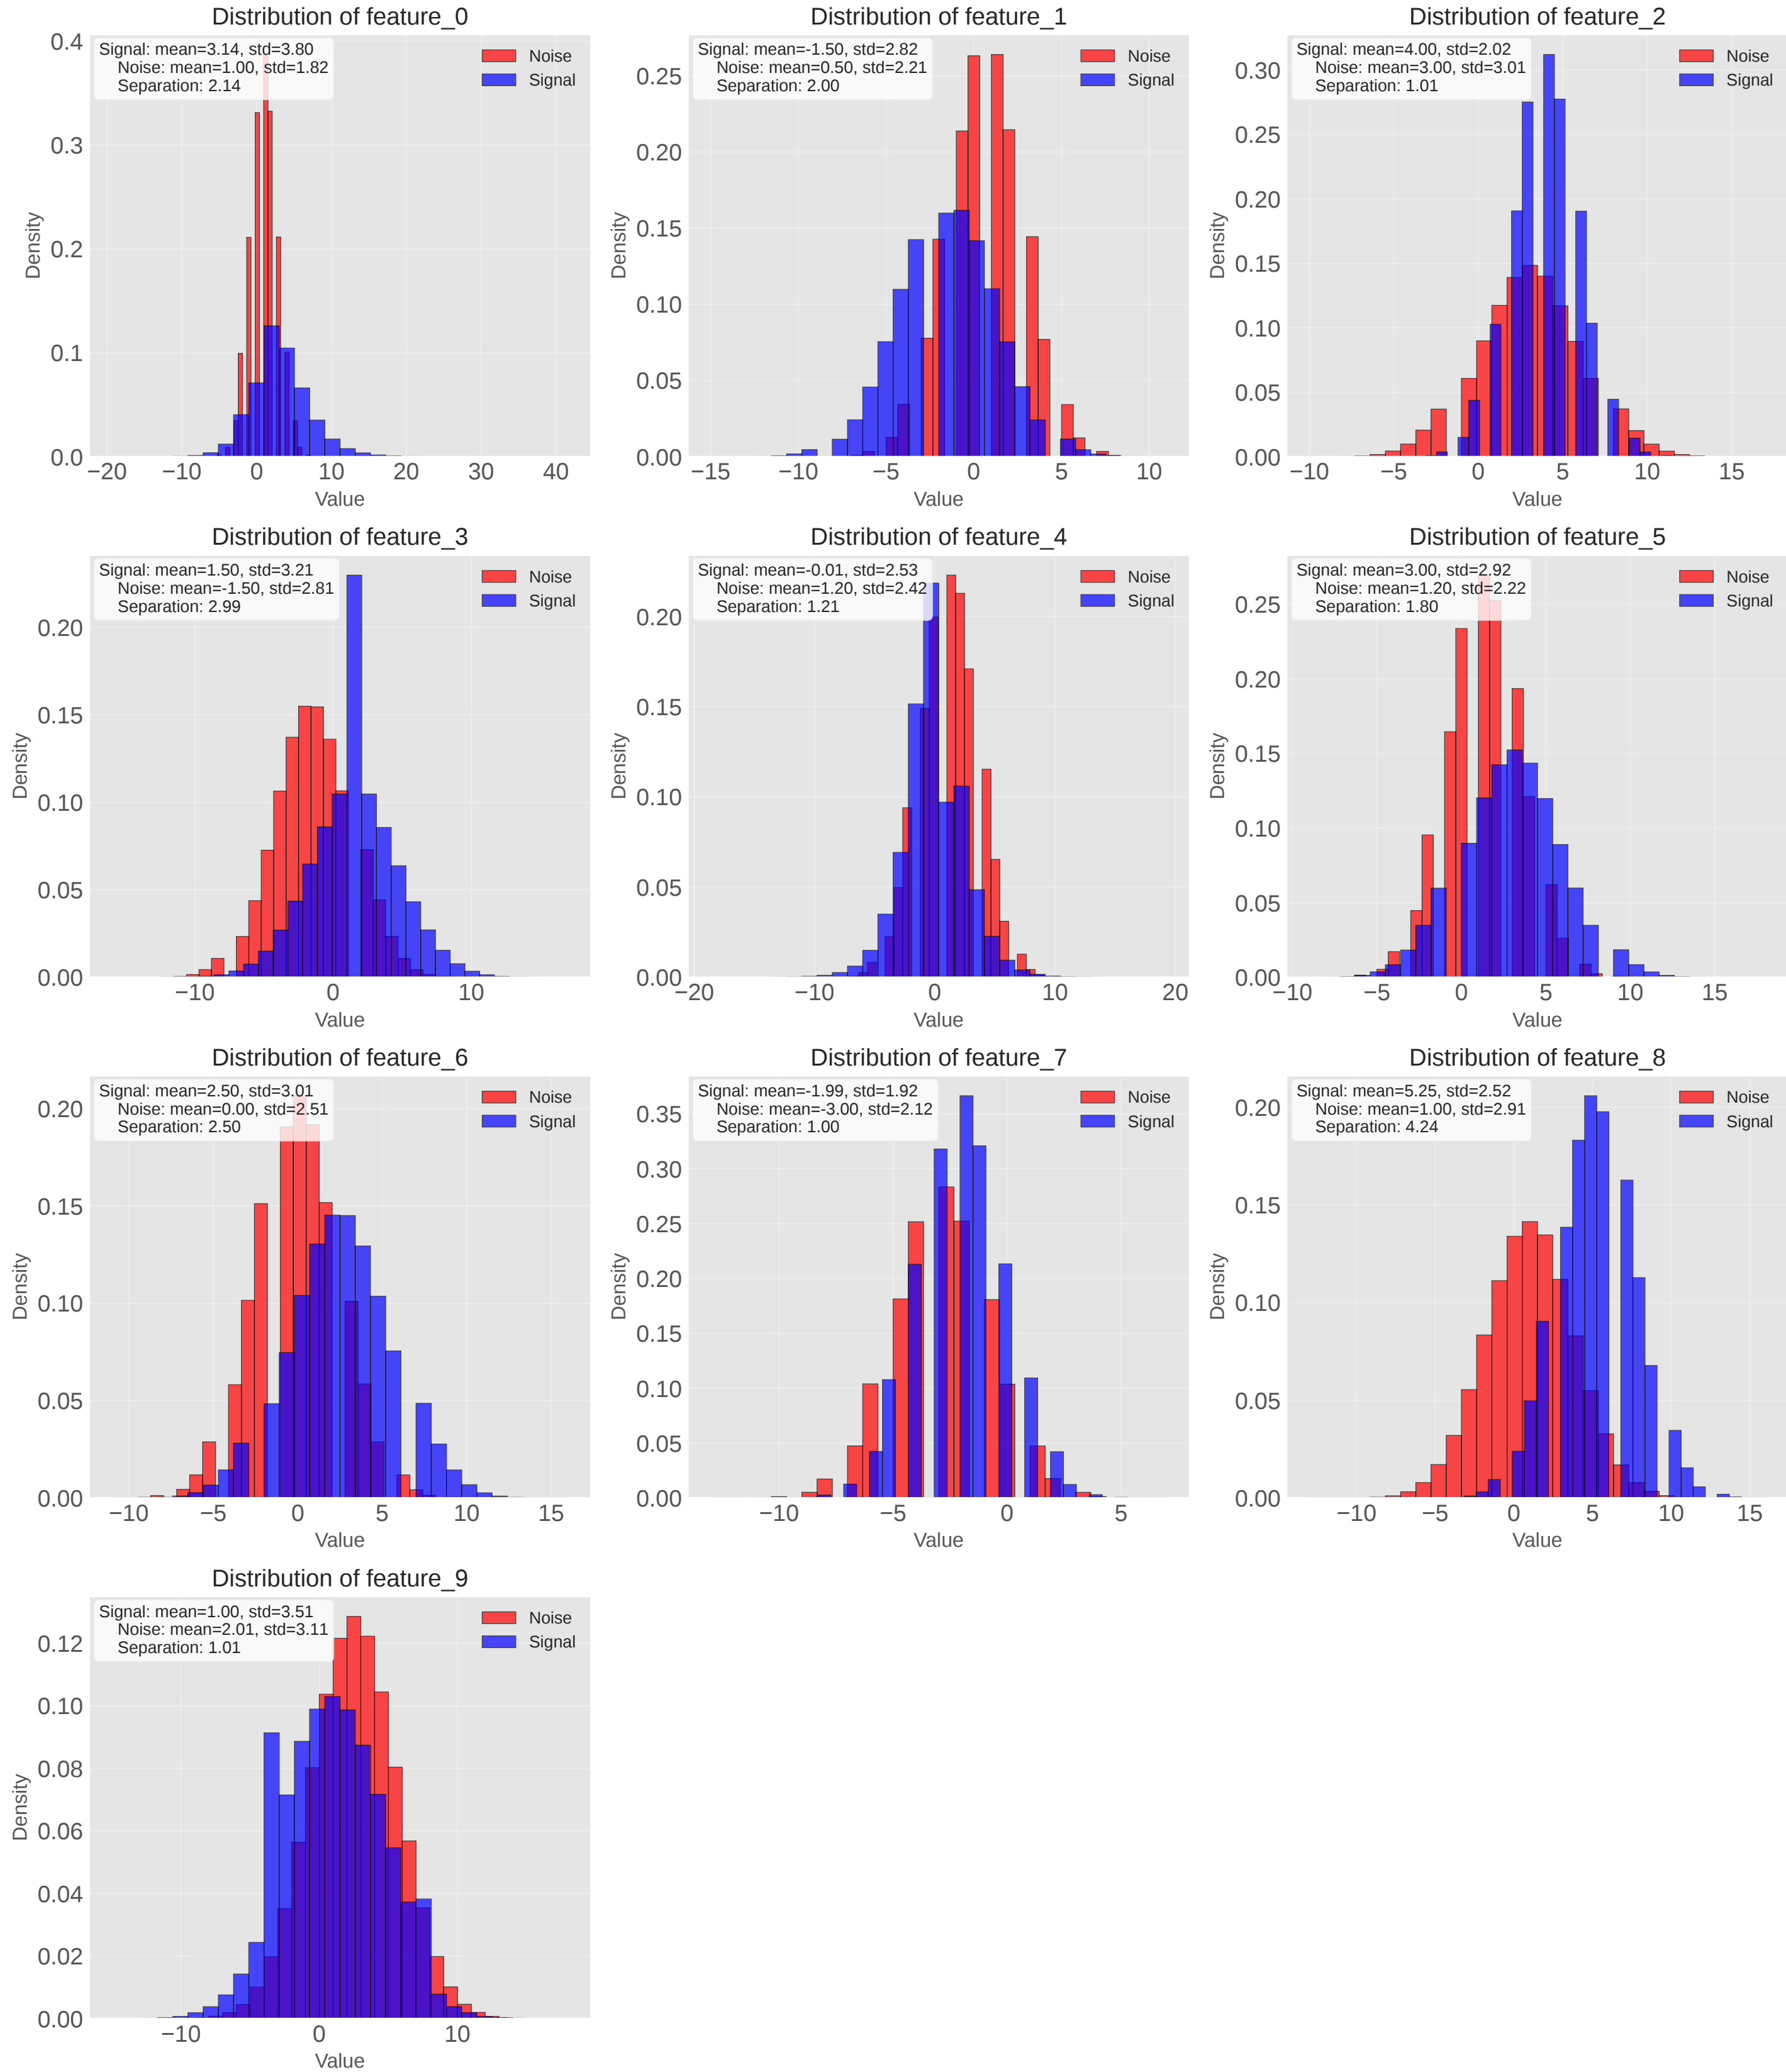 Distribution of feature_0
Signal: mean=3.14, std=3.80
Noise: mean=1.00, std=1.82
Separation: 2.14
Noise
Signal
0.4
0.3
0.2
0.1
0.0
Density
−20 −10 0 10 20 30 40
Value
Distribution of feature_1
Signal: mean=-1.50, std=2.82
Noise: mean=0.50, std=2.21
Separation: 2.00
Noise
Signal
0.25
0.20
0.15
0.10
0.05
0.00
Density
−15 −10 −5 0 5 10
Value
Distribution of feature_2
Signal: mean=4.00, std=2.02
Noise: mean=3.00, std=3.01
Separation: 1.01
Noise
Signal
0.30
0.25
0.20
0.15
0.10
0.05
0.00
Density
−10 −5 0 5 10 15
Value
Distribution of feature_3
Signal: mean=1.50, std=3.21
Noise: mean=-1.50, std=2.81
Separation: 2.99
Noise
Signal
0.20
0.15
0.10
0.05
0.00
Density
−10 0 10
Value
Distribution of feature_4
Signal: mean=-0.01, std=2.53
Noise: mean=1.20, std=2.42
Separation: 1.21
Noise
Signal
0.20
0.15
0.10
0.05
0.00
Density
−20 −10 0 10 20
Value
Distribution of feature_5
Signal: mean=3.00, std=2.92
Noise: mean=1.20, std=2.22
Separation: 1.80
Noise
Signal
0.25
0.20
0.15
0.10
0.05
0.00
Density
−10 −5 0 5 10 15
Value
Distribution of feature_6
Signal: mean=2.50, std=3.01
Noise: mean=0.00, std=2.51
Separation: 2.50
Noise
Signal
0.20
0.15
0.10
0.05
0.00
Density
−10 −5 0 5 10 15
Value
Distribution of feature_7
Signal: mean=-1.99, std=1.92
Noise: mean=-3.00, std=2.12
Separation: 1.00
Noise
Signal
0.35
0.30
0.25
0.20
0.15
0.10
0.05
0.00
Density
−10 −5 0 5
Value
Distribution of feature_8
Signal: mean=5.25, std=2.52
Noise: mean=1.00, std=2.91
Separation: 4.24
Noise
Signal
0.20
0.15
0.10
0.05
0.00
Density
−10 −5 0 5 10 15
Value
Distribution of feature_9
Signal: mean=1.00, std=3.51
Noise: mean=2.01, std=3.11
Separation: 1.01
Noise
Signal
0.12
0.10
0.08
0.06
0.04
0.02
0.00
Density
−10 0 10
Value